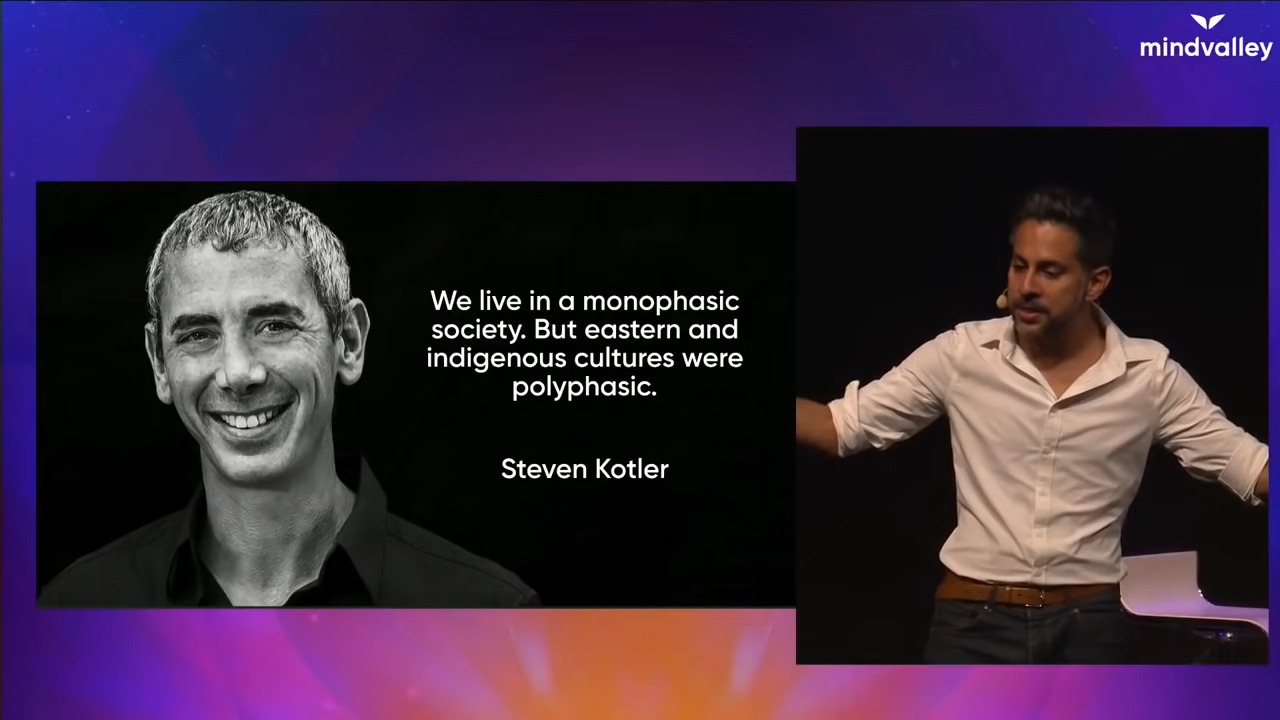 mindvalley
We live in a monophasic
society. But eastern and
indigenous cultures were
polyphasic.
Steven Kotler